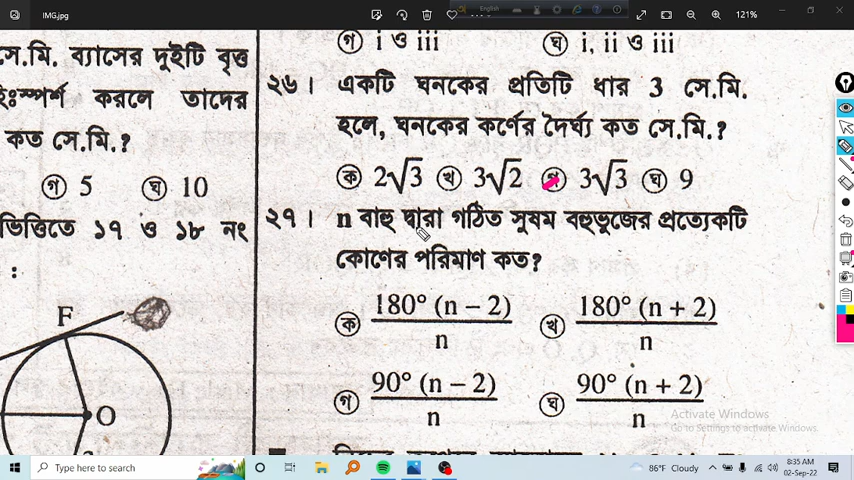 IMG.jpg
English
121%
সে.মি. ব্যাসের দুইটি বৃত্ত
ইঃস্পর্শ করলে তাদের
কত সে.মি.?
গ 5 ঘ 10
ভিত্তিতে ১৭ ও ১৮ নং
:
F
O
গ i ও iii ঘ i, ii ও iii
২৬। একটি ঘনকের প্রতিটি ধার 3 সে.মি.
হলে, ঘনকের কর্ণের দৈর্ঘ্য কত সে.মি.?
ক 2√3 খ 3√2 গ 3√3 ঘ 9
২৭। n বাহু দ্বারা গঠিত সুষম বহুভুজের প্রত্যেকটি
কোণের পরিমাণ কত?
ক 180° (n – 2) / n খ 180° (n + 2) / n
গ 90° (n – 2) / n ঘ 90° (n + 2) / n
Activate Windows
Go to Settings to activate Windows.
Type here to search
86°F Cloudy
8:35 AM
02-Sep-22